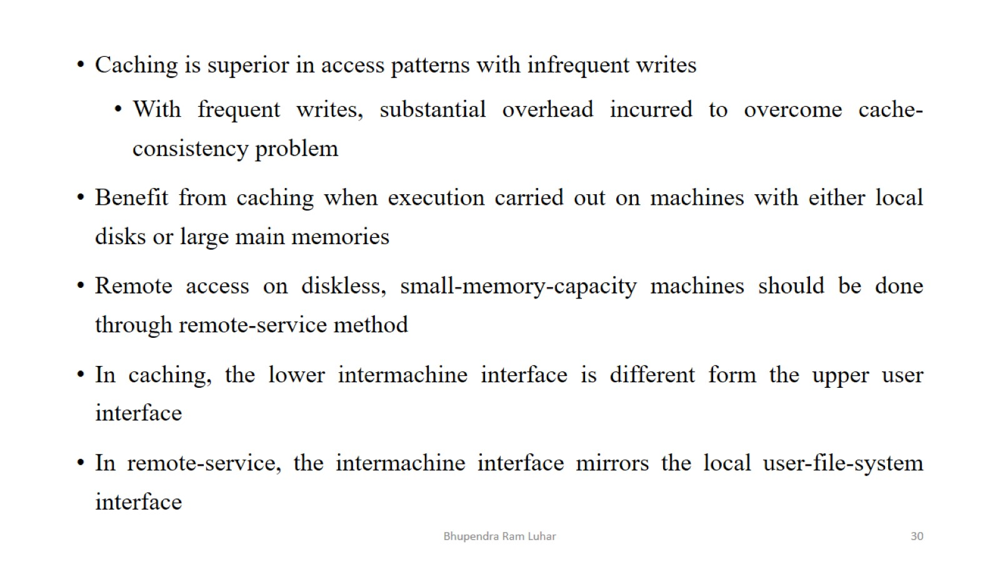 • Caching is superior in access patterns with infrequent writes
• With frequent writes, substantial overhead incurred to overcome cache-
consistency problem
• Benefit from caching when execution carried out on machines with either local
disks or large main memories
• Remote access on diskless, small-memory-capacity machines should be done
through remote-service method
• In caching, the lower intermachine interface is different form the upper user
interface
• In remote-service, the intermachine interface mirrors the local user-file-system
interface
Bhupendra Ram Luhar
30